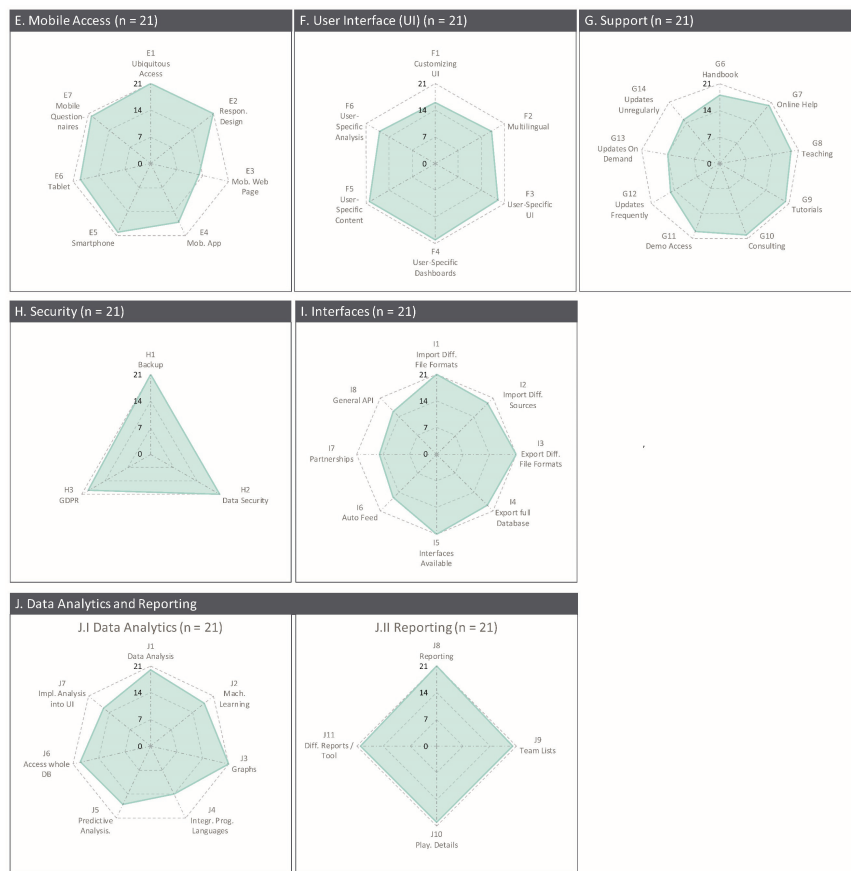 E. Mobile Access (n = 21)
E1
Ubiquitous
Access
21
14
7
0
E2
Respon.
Design
E3
Mob. Web
Page
E4
Mob. App
E5
Smartphone
E6
Tablet
E7
Mobile
Question-
naires
F. User Interface (UI) (n = 21)
F1
Customizing
UI
21
14
7
0
F2
Multilingual
F3
User-Specific
UI
F4
User-Specific
Dashboards
F5
User-
Specific
Content
F6
User-
Specific
Analysis
G. Support (n = 21)
G6
Handbook
21
14
7
0
G7
Online Help
G8
Teaching
G9
Tutorials
G10
Consulting
G11
Demo Access
G12
Updates
Frequently
G13
Updates On
Demand
G14
Updates
Unregularly
H. Security (n = 21)
H1
Backup
21
14
7
0
H2
Data Security
H3
GDPR
I. Interfaces (n = 21)
I1
Import Diff.
File Formats
21
14
7
0
I2
Import Diff.
Sources
I3
Export Diff.
File Formats
I4
Export full
Database
I5
Interfaces
Available
I6
Auto Feed
I7
Partnerships
I8
General API
J. Data Analytics and Reporting
J.I Data Analytics (n = 21)
J1
Data Analysis
21
14
7
0
J2
Mach.
Learning
J3
Graphs
J4
Integr. Prog.
Languages
J5
Predictive
Analysis.
J6
Access whole
DB
J7
Impl. Analysis
into UI
J.II Reporting (n = 21)
J8
Reporting
21
14
7
0
J9
Team Lists
J10
Play. Details
J11
Diff. Reports /
Tool